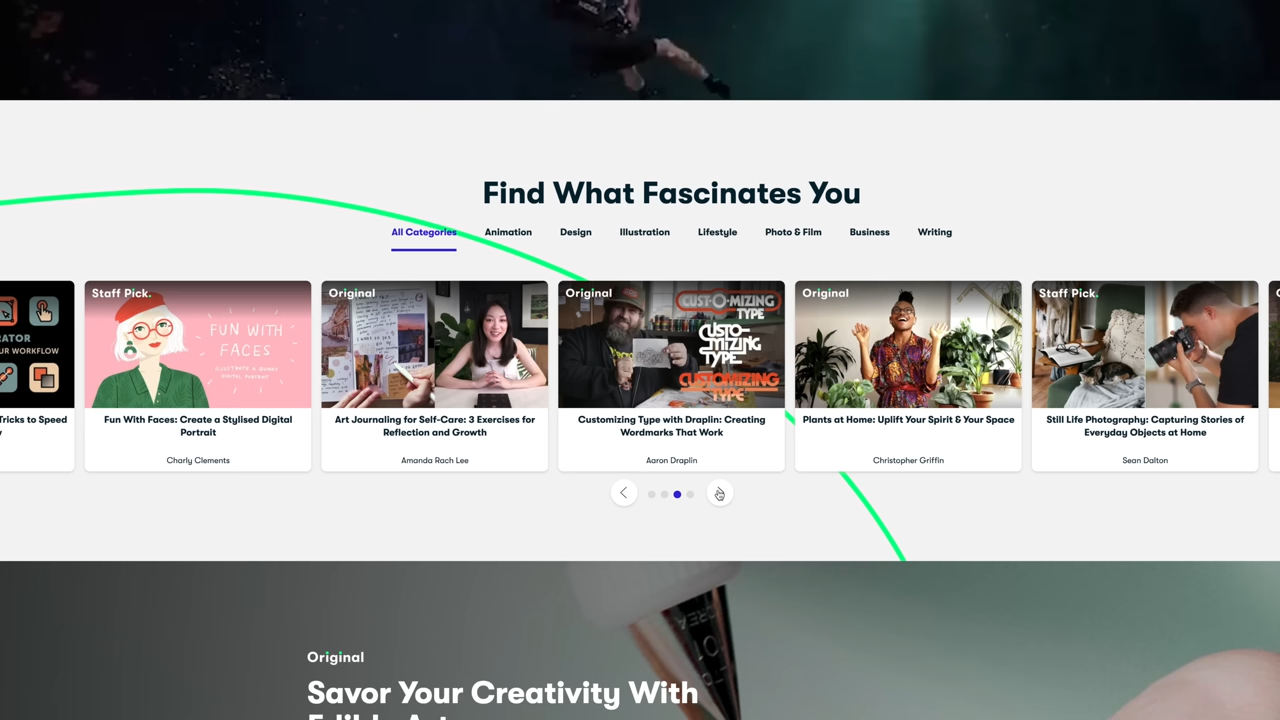 Find What Fascinates You
All Categories Animation Design Illustration Lifestyle Photo & Film Business Writing
RATOR
UR WORKFLOW
Tricks to Speed
Staff Pick.
FUN WITH
FACES
Fun With Faces: Create a Stylised Digital
Portrait
Charly Clements
Original
Art Journaling for Self-Care: 3 Exercises for
Reflection and Growth
Amanda Rach Lee
Original
CUST-O-MIZING
TYPE
CUSTO-
MIZING
TYPE
CUSTOMIZING
TYPE
Customizing Type with Draplin: Creating
Wordmarks That Work
Aaron Draplin
Original
Plants at Home: Uplift Your Spirit & Your Space
Christopher Griffin
Staff Pick.
Still Life Photography: Capturing Stories of
Everyday Objects at Home
Sean Dalton
Original
Savor Your Creativity With
Edible Art